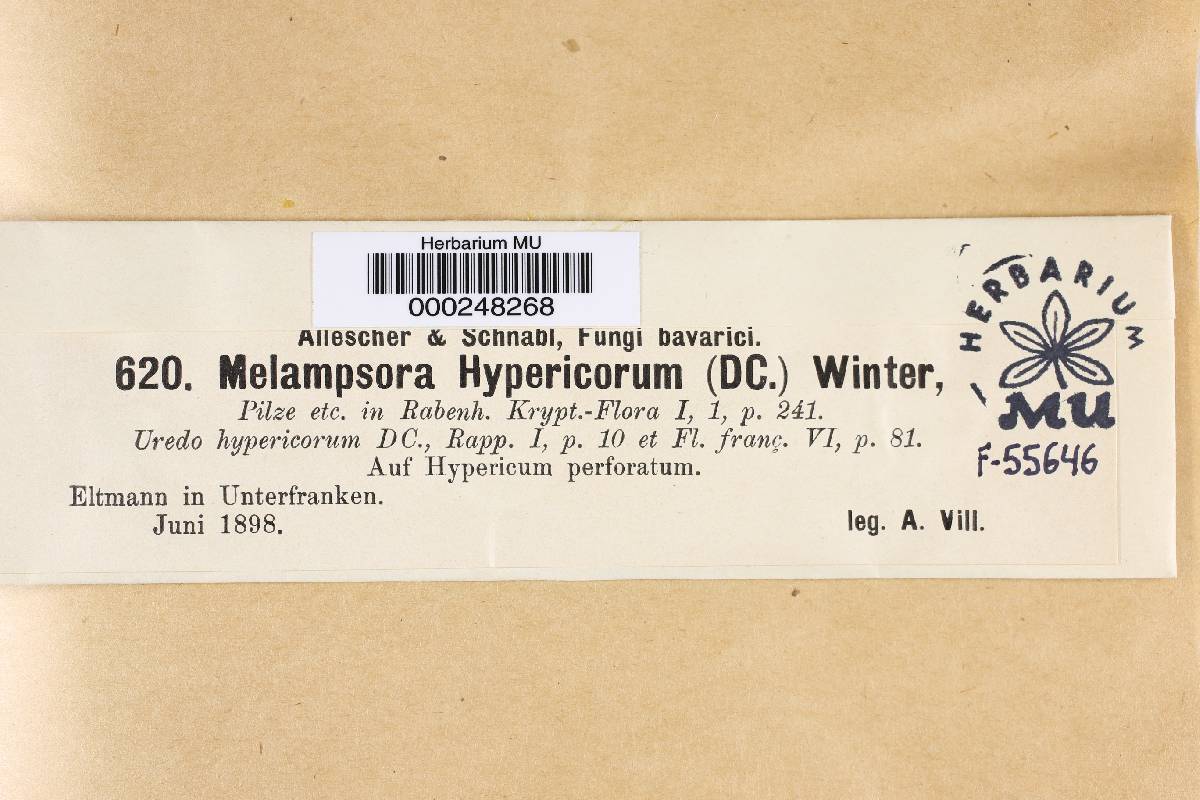 Herbarium MU
000248268
Allescher & Schnabl, Fungi bavarici.
620. Melampsora Hypericorum (DC.) Winter,
Pilze etc. in Rabenh. Krypt.-Flora I, 1, p. 241.
Uredo hypericorum DC., Rapp. I, p. 10 et Fl. franç. VI, p. 81.
Auf Hypericum perforatum.
Eltmann in Unterfranken.
Juni 1898.
leg. A. Vill.
HERBARIUM
MU
F-55646